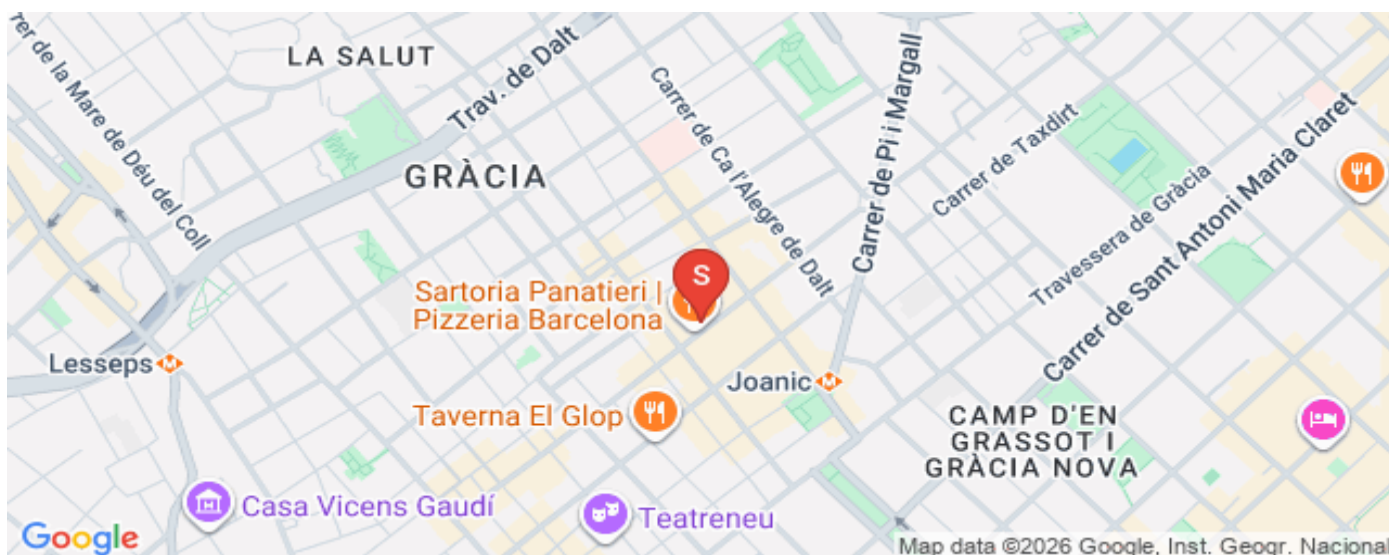 LA SALUT
Trav. de Dalt
Carrer de la Mare de Déu del Coll
GRÀCIA
Carrer de Ca l'Alegre de Dalt
Carrer de Pi i Margall
Carrer de Taxdirt
Travessera de Gràcia
Carrer de Sant Antoni Maria Claret
S
Sartoria Panatieri |
Pizzeria Barcelona
Lesseps
M
Joanic
M
Taverna El Glop
CAMP D'EN
GRASSOT I
GRÀCIA NOVA
Casa Vicens Gaudí
Teatreneu
Google
Map data ©2026 Google, Inst. Geogr. Nacional